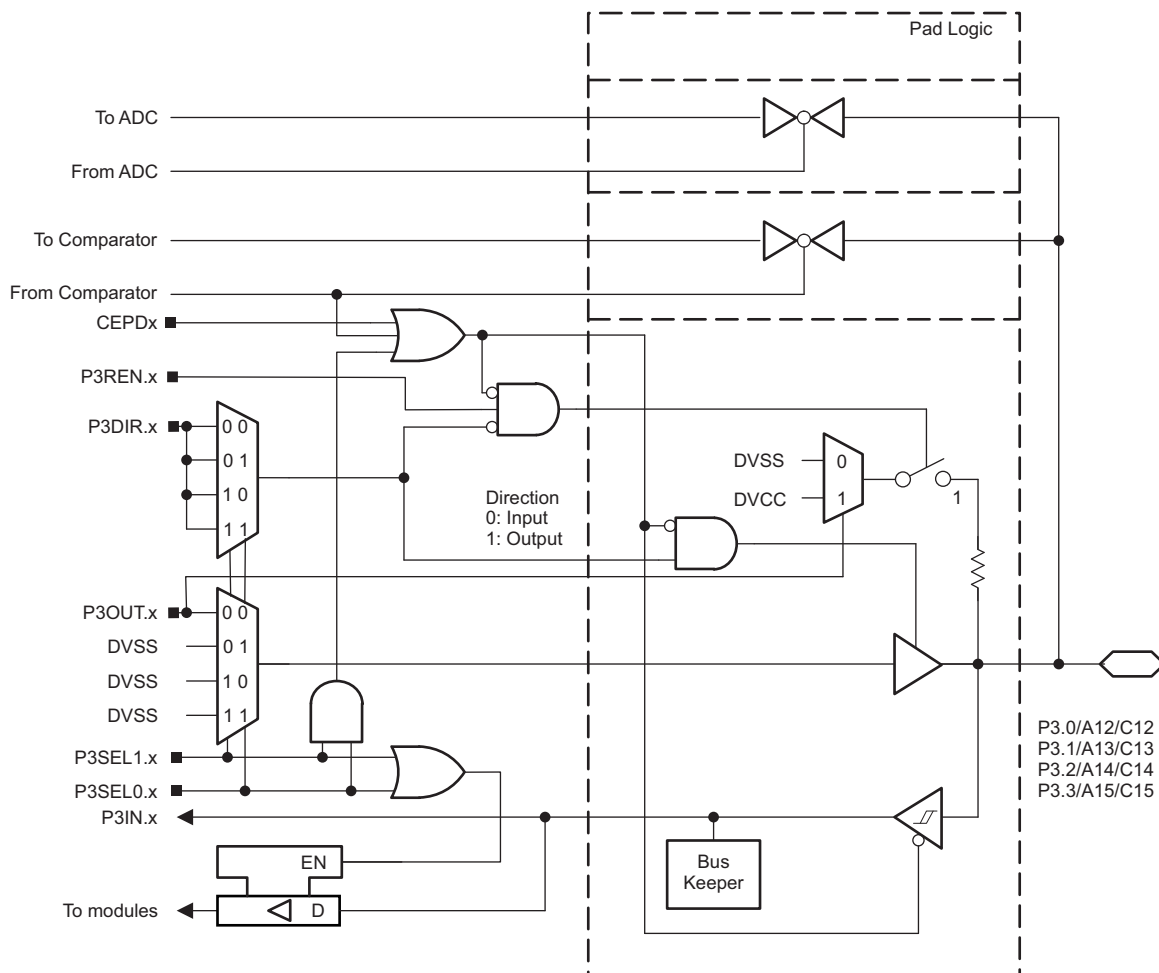 Pad Logic
To ADC
From ADC
To Comparator
From Comparator
CEPDx
P3REN.x
P3DIR.x
0 0
0 1
1 0
1 1
Direction
0: Input
1: Output
DVSS
0
DVCC
1
1
P3OUT.x
0 0
DVSS
0 1
DVSS
1 0
DVSS
1 1
P3SEL1.x
P3SEL0.x
P3IN.x
P3.0/A12/C12
P3.1/A13/C13
P3.2/A14/C14
P3.3/A15/C15
Bus
Keeper
EN
To modules
D